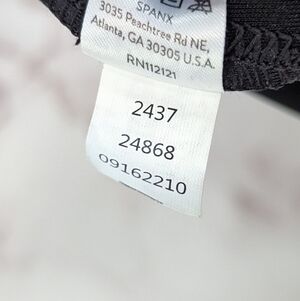 SPANX
3035 Peachtree Rd NE,
Atlanta, GA 30305 U.S.A.
RN112121
2437
24868
09162210